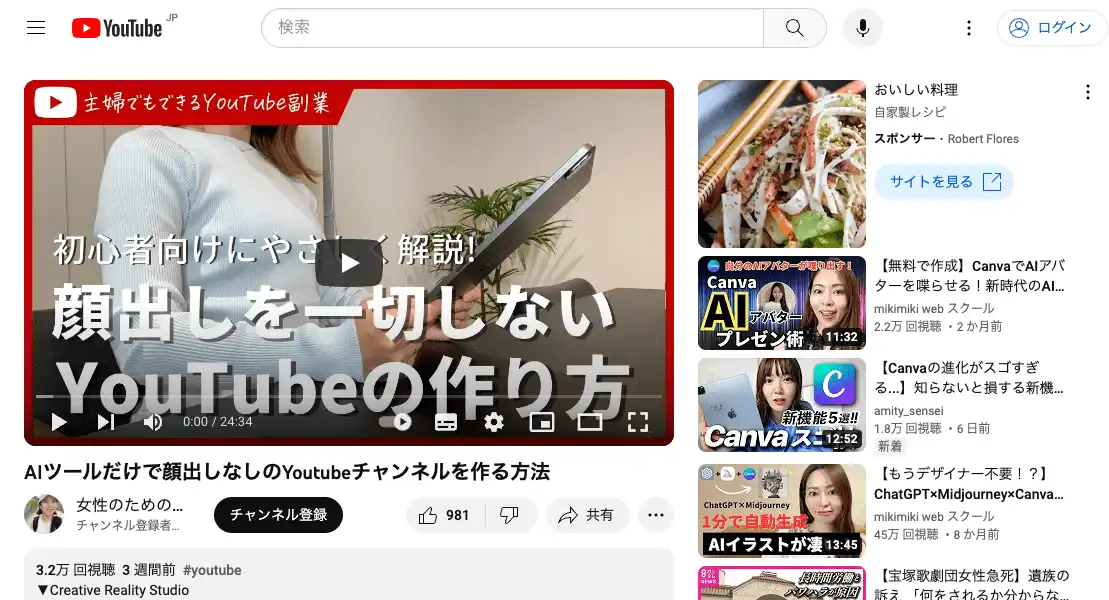 YouTube JP
検索
ログイン
主婦でもできるYouTube副業
初心者向けにやさしく解説!
顔出しを一切しない
YouTubeの作り方
0:00 / 24:34
AIツールだけで顔出しなしのYoutubeチャンネルを作る方法
女性のための...
チャンネル登録者...
チャンネル登録
981
共有
3.2万 回視聴 3 週間前 #youtube
▼Creative Reality Studio
おいしい料理
自家製レシピ
スポンサー・Robert Flores
サイトを見る
自分のAIアバターが喋り出す!
Canva
AI
アバター
プレゼン術
11:32
【無料で作成】CanvaでAIアバ
ターを喋らせる！新時代のAI...
mikimiki web スクール
2.2万 回視聴 ・2 か月前
C
新機能5選!!
Canvaス
12:52
【Canvaの進化がスゴすぎ
る...】知らないと損する新機...
amity_sensei
1.8万 回視聴 ・6 日前
新着
ChatGPT×Midjourney
1分で自動生成
AIイラストが凄
13:45
【もうデザイナー不要！？】
ChatGPT×Midjourney×Canva...
mikimiki web スクール
45万 回視聴 ・8 か月前
長時間労働と
パワハラが原因
【宝塚歌劇団女性急死】遺族の
訴え 「何をされるか分からな...